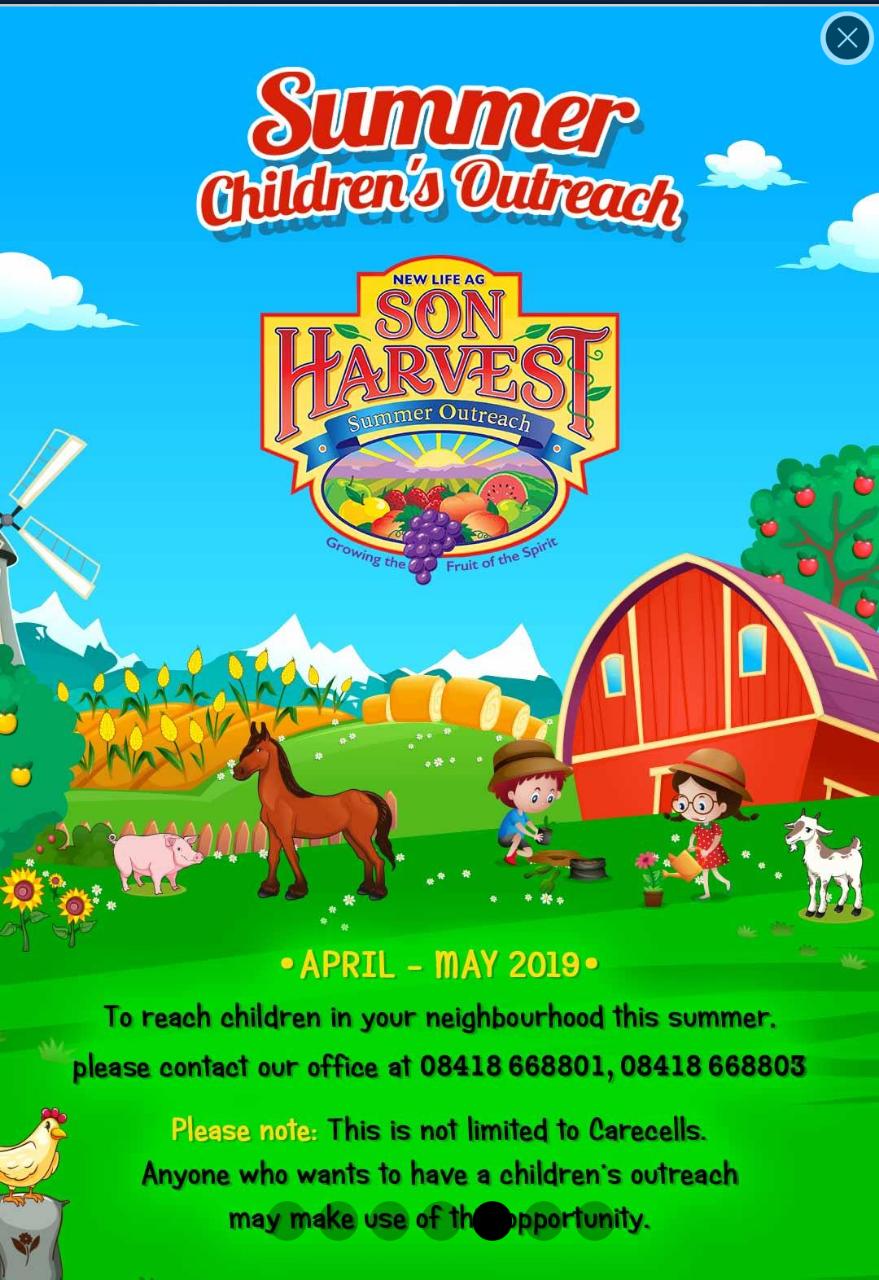 Summer
Children's Outreach
NEW LIFE AG
SON
HARVEST
Summer Outreach
Growing the Fruit of the Spirit
•APRIL - MAY 2019•
To reach children in your neighbourhood this summer.
please contact our office at 08418 668801, 08418 668803
Please note: This is not limited to Carecells.
Anyone who wants to have a children's outreach
may make use of opportunity.